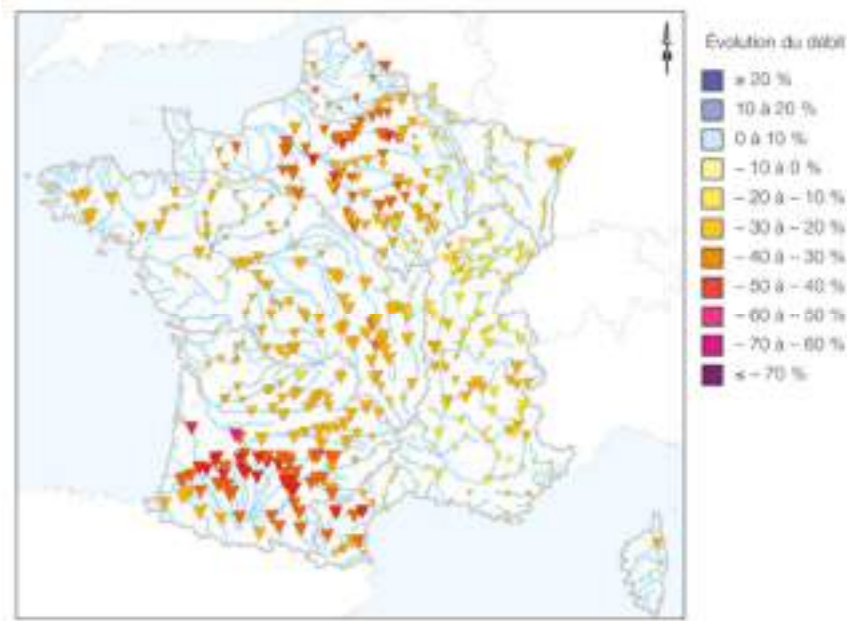 Évolution du débit
≥ 20 %
10 à 20 %
0 à 10 %
– 10 à 0 %
– 20 à – 10 %
– 30 à – 20 %
– 40 à – 30 %
– 50 à – 40 %
– 60 à – 50 %
– 70 à – 60 %
≤ – 70 %